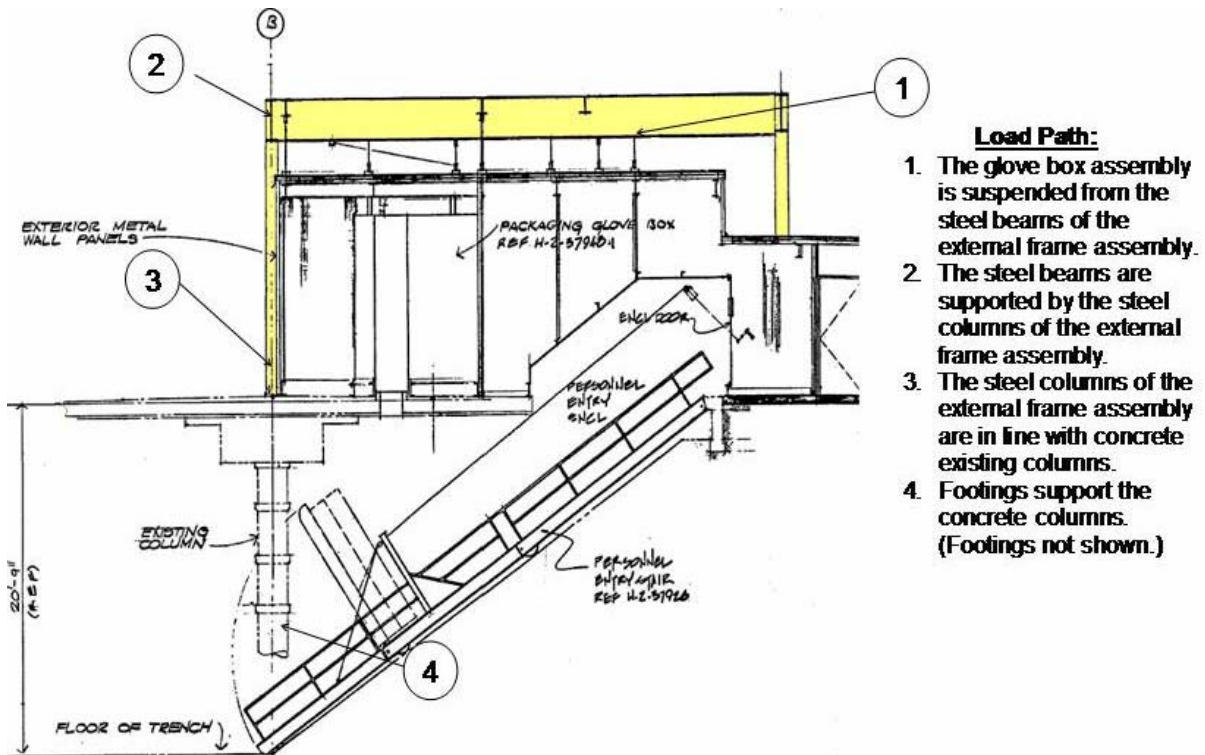 B
2
1
Load Path:
1. The glove box assembly
is suspended from the
steel beams of the
external frame assembly.
2. The steel beams are
supported by the steel
columns of the external
frame assembly.
3. The steel columns of the
external frame assembly
are in line with concrete
existing columns.
4. Footings support the
concrete columns.
(Footings not shown.)
EXTERIOR METAL
WALL PANELS
PACKAGING GLOVE BOX
REF H-2-37960-1
3
ENCL DOOR
PERSONNEL
ENTRY
ENCL
EXISTING
COLUMN
PERSONNEL
ENTRY STAIR
REF H-2-37926
20'-9"
(REF)
4
FLOOR OF TRENCH